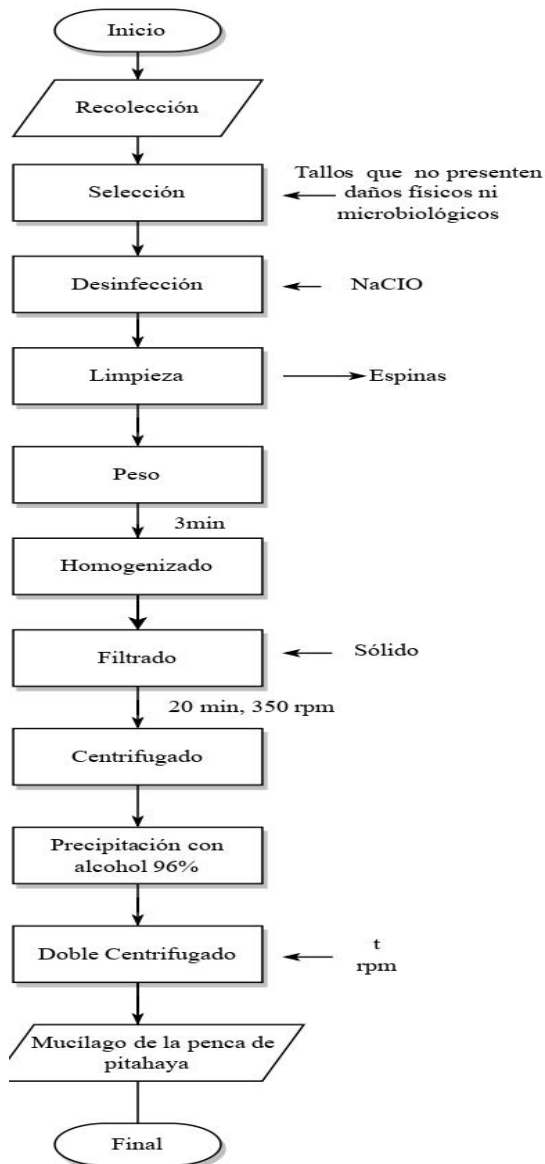 Inicio
Recolección
Selección
Tallos que no presenten
daños físicos ni
microbiológicos
Desinfección
NaCIO
Limpieza
Espinas
Peso
3min
Homogenizado
Filtrado
Sólido
20 min, 350 rpm
Centrifugado
Precipitación con
alcohol 96%
Doble Centrifugado
t
rpm
Mucílago de la penca de
pitahaya
Final